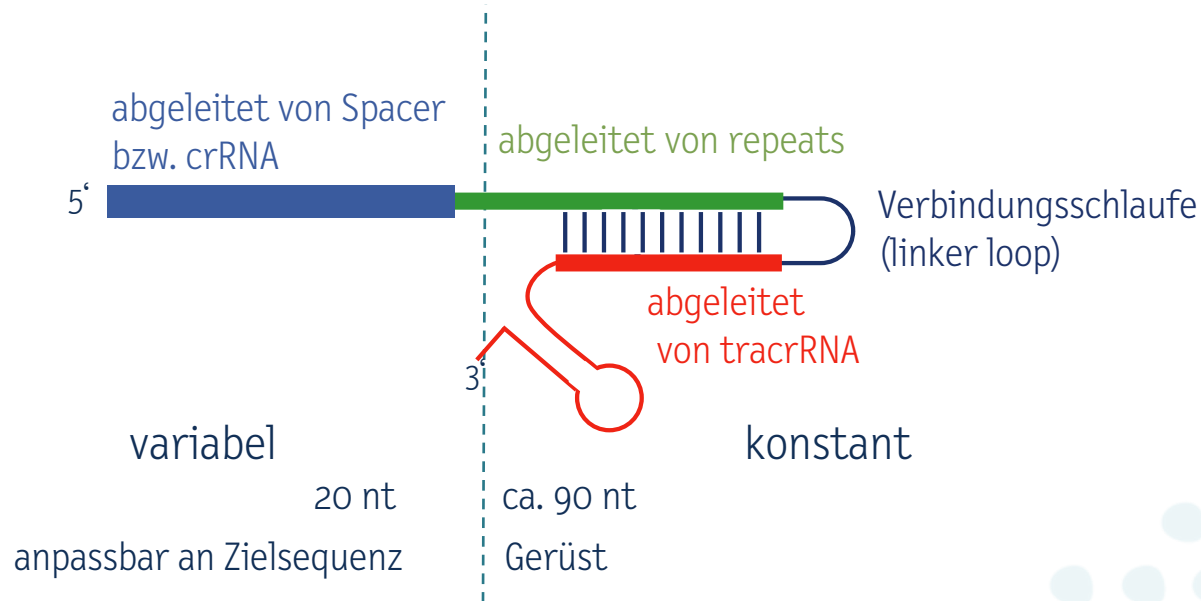 abgeleitet von Spacer
bzw. crRNA
abgeleitet von repeats
5‘
Verbindungsschlaufe
(linker loop)
abgeleitet
von tracrRNA
3‘
variabel
konstant
20 nt
ca. 90 nt
anpassbar an Zielsequenz
Gerüst